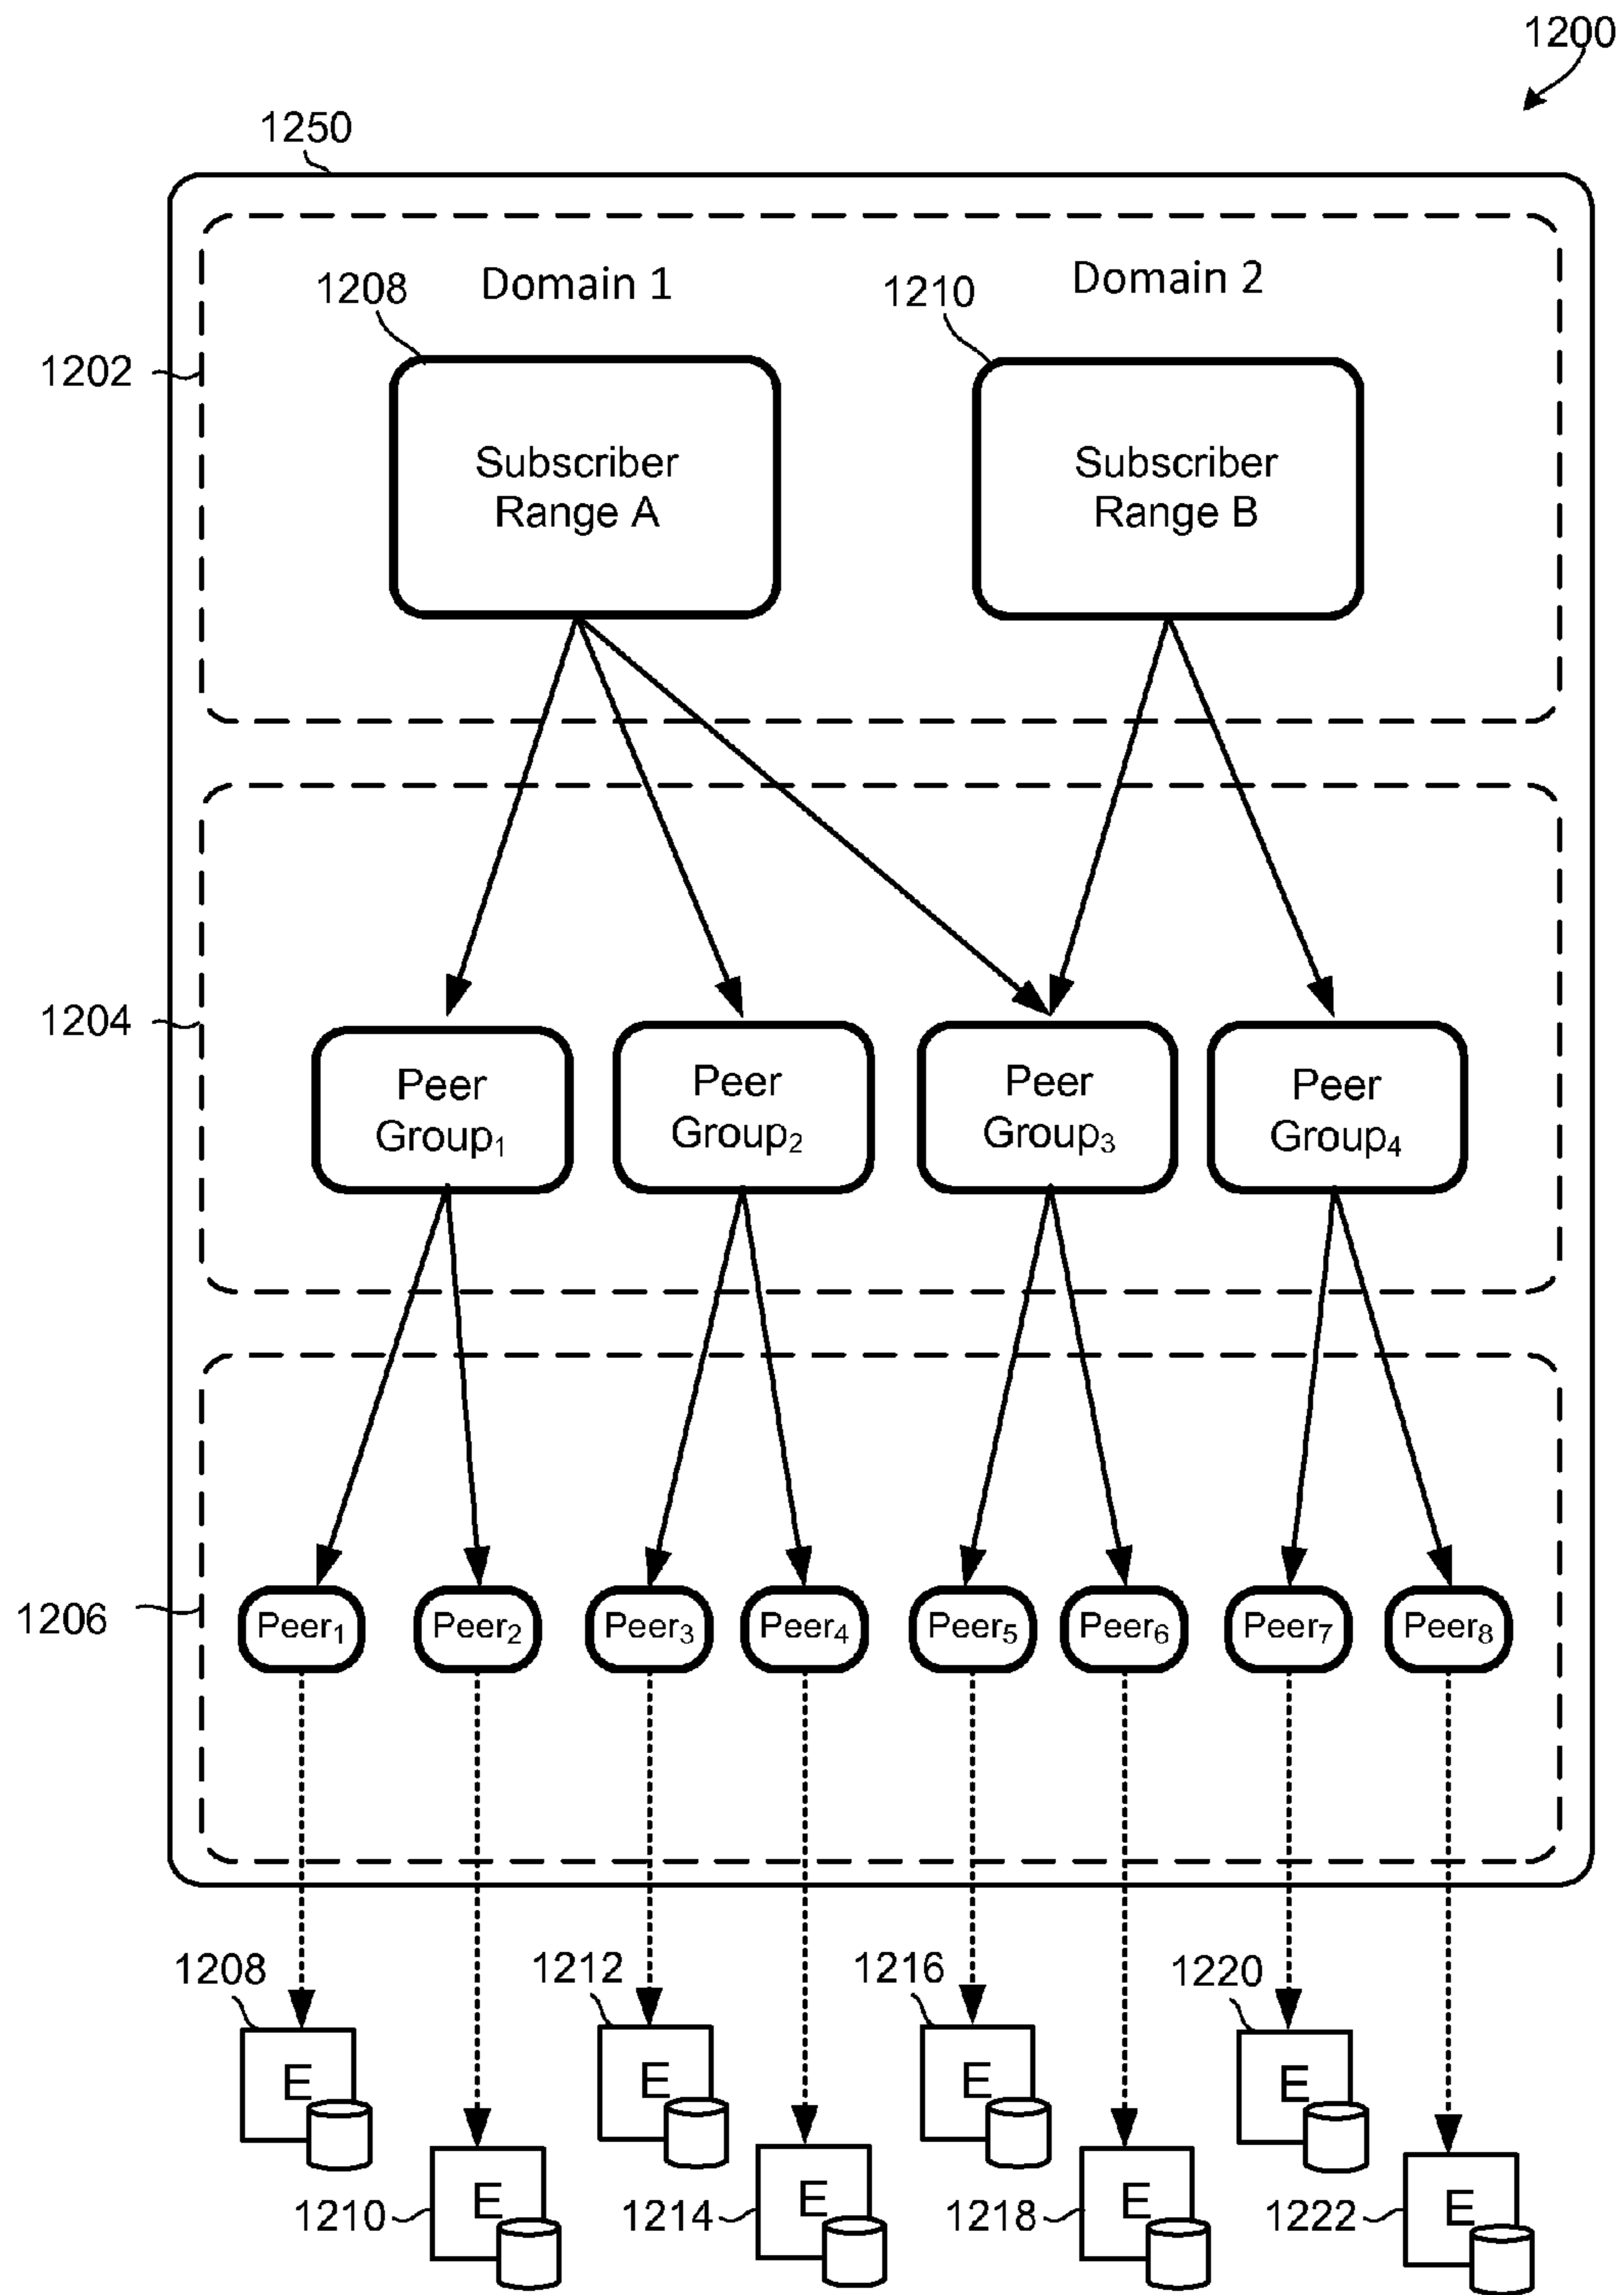 1200
1250
1208
Domain 1
1210
Domain 2
1202
Subscriber
Range A
Subscriber
Range B
1204
Peer
Group₁
Peer
Group₂
Peer
Group₃
Peer
Group₄
1206
Peer₁
Peer₂
Peer₃
Peer₄
Peer₅
Peer₆
Peer₇
Peer₈
1208
1212
1216
1220
E
E
E
E
1210
E
1214
E
1218
E
1222
E